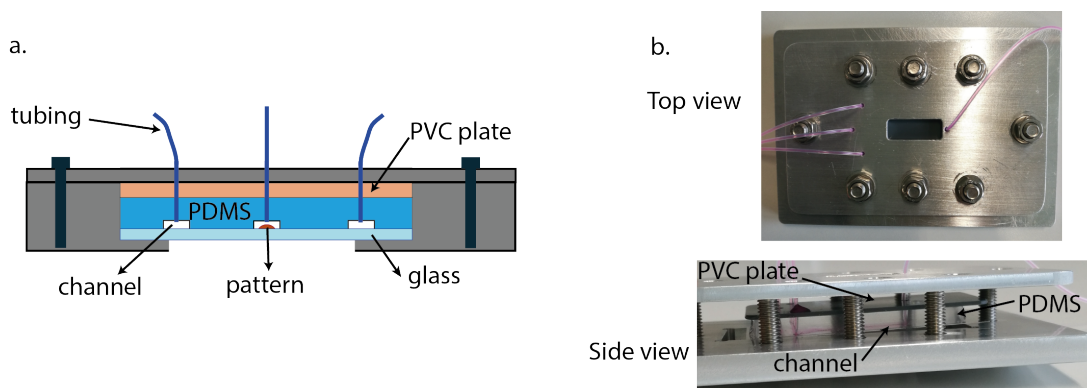 a.
tubing
PVC plate
PDMS
channel
pattern
glass
b.
Top view
PVC plate
PDMS
Side view
channel